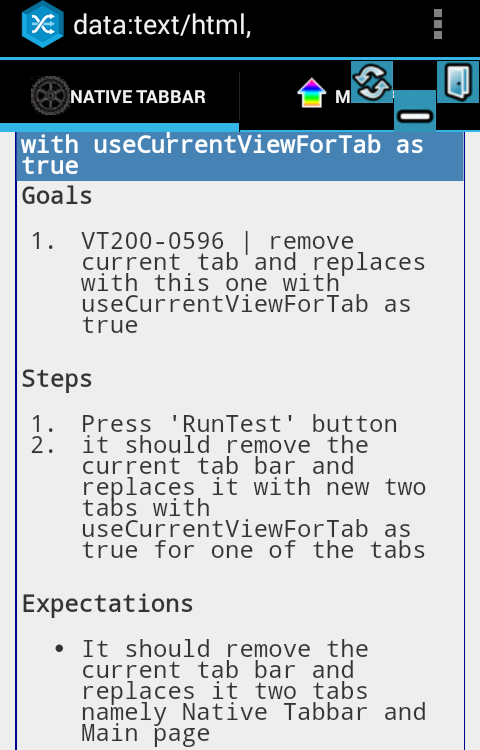 data:text/html,
NATIVE TABBAR
with useCurrentViewForTab as
true
Goals
1. VT200-0596 | remove
current tab and replaces
with this one with
useCurrentViewForTab as
true
Steps
1. Press 'RunTest' button
2. it should remove the
current tab bar and
replaces it with new two
tabs with
useCurrentViewForTab as
true for one of the tabs
Expectations
• It should remove the
current tab bar and
replaces it two tabs
namely Native Tabbar and
Main page